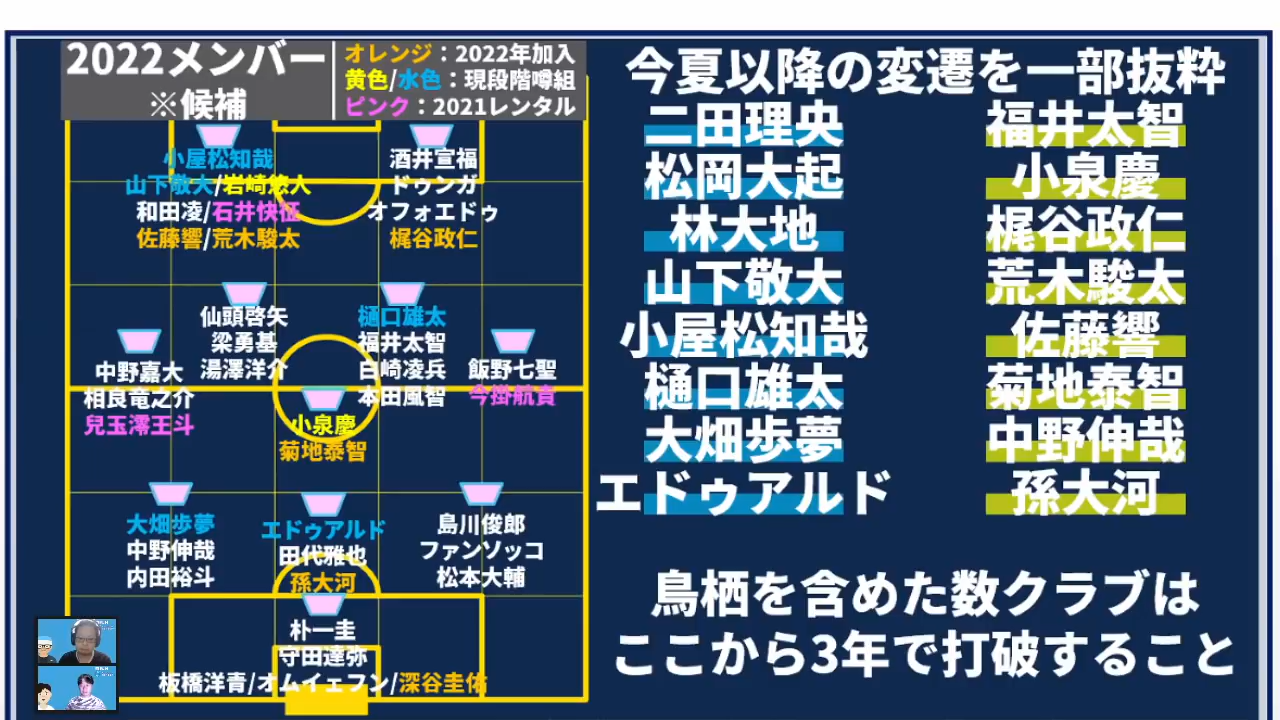 2022メンバー
※候補
オレンジ：2022年加入
黄色/水色：現段階噂組
ピンク：2021レンタル
小屋松知哉
山下敬大/岩崎悠人
和田凌/石井快征
佐藤響/荒木駿太
酒井宣福
ドゥンガ
オフォエドゥ
梶谷政仁
仙頭啓矢
梁勇基
湯澤洋介
樋口雄太
福井太智
白崎凌兵
本田風智
中野嘉大
相良竜之介
兒玉澪王斗
飯野七聖
今掛航貴
小泉慶
菊地泰智
大畑歩夢
中野伸哉
内田裕斗
エドゥアルド
田代雅也
孫大河
島川俊郎
ファンソッコ
松本大輔
朴一圭
守田達弥
板橋洋青/オムイェフン/深谷圭佑
今夏以降の変遷を一部抜粋
二田理央
松岡大起
林大地
山下敬大
小屋松知哉
樋口雄太
大畑歩夢
エドゥアルド
福井太智
小泉慶
梶谷政仁
荒木駿太
佐藤響
菊地泰智
中野伸哉
孫大河
鳥栖を含めた数クラブは
ここから3年で打破すること